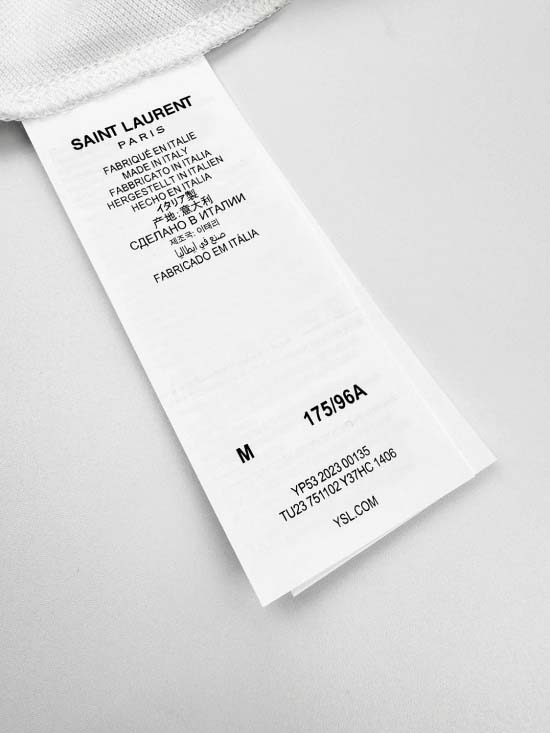 SAINT LAURENT
PARIS
FABRIQUÉ EN ITALIE
MADE IN ITALY
FABBRICATO IN ITALIA
HERGESTELLT IN ITALIEN
HECHO EN ITALIA
イタリア製
产地:意大利
СДЕЛАНО В ИТАЛИИ
제조국: 이태리
صنع في ايطاليا
FABRICADO EM ITÁLIA
M 175/96A
YP53 2023 00135
TU23 751102 Y37HC 1406
YSL.COM